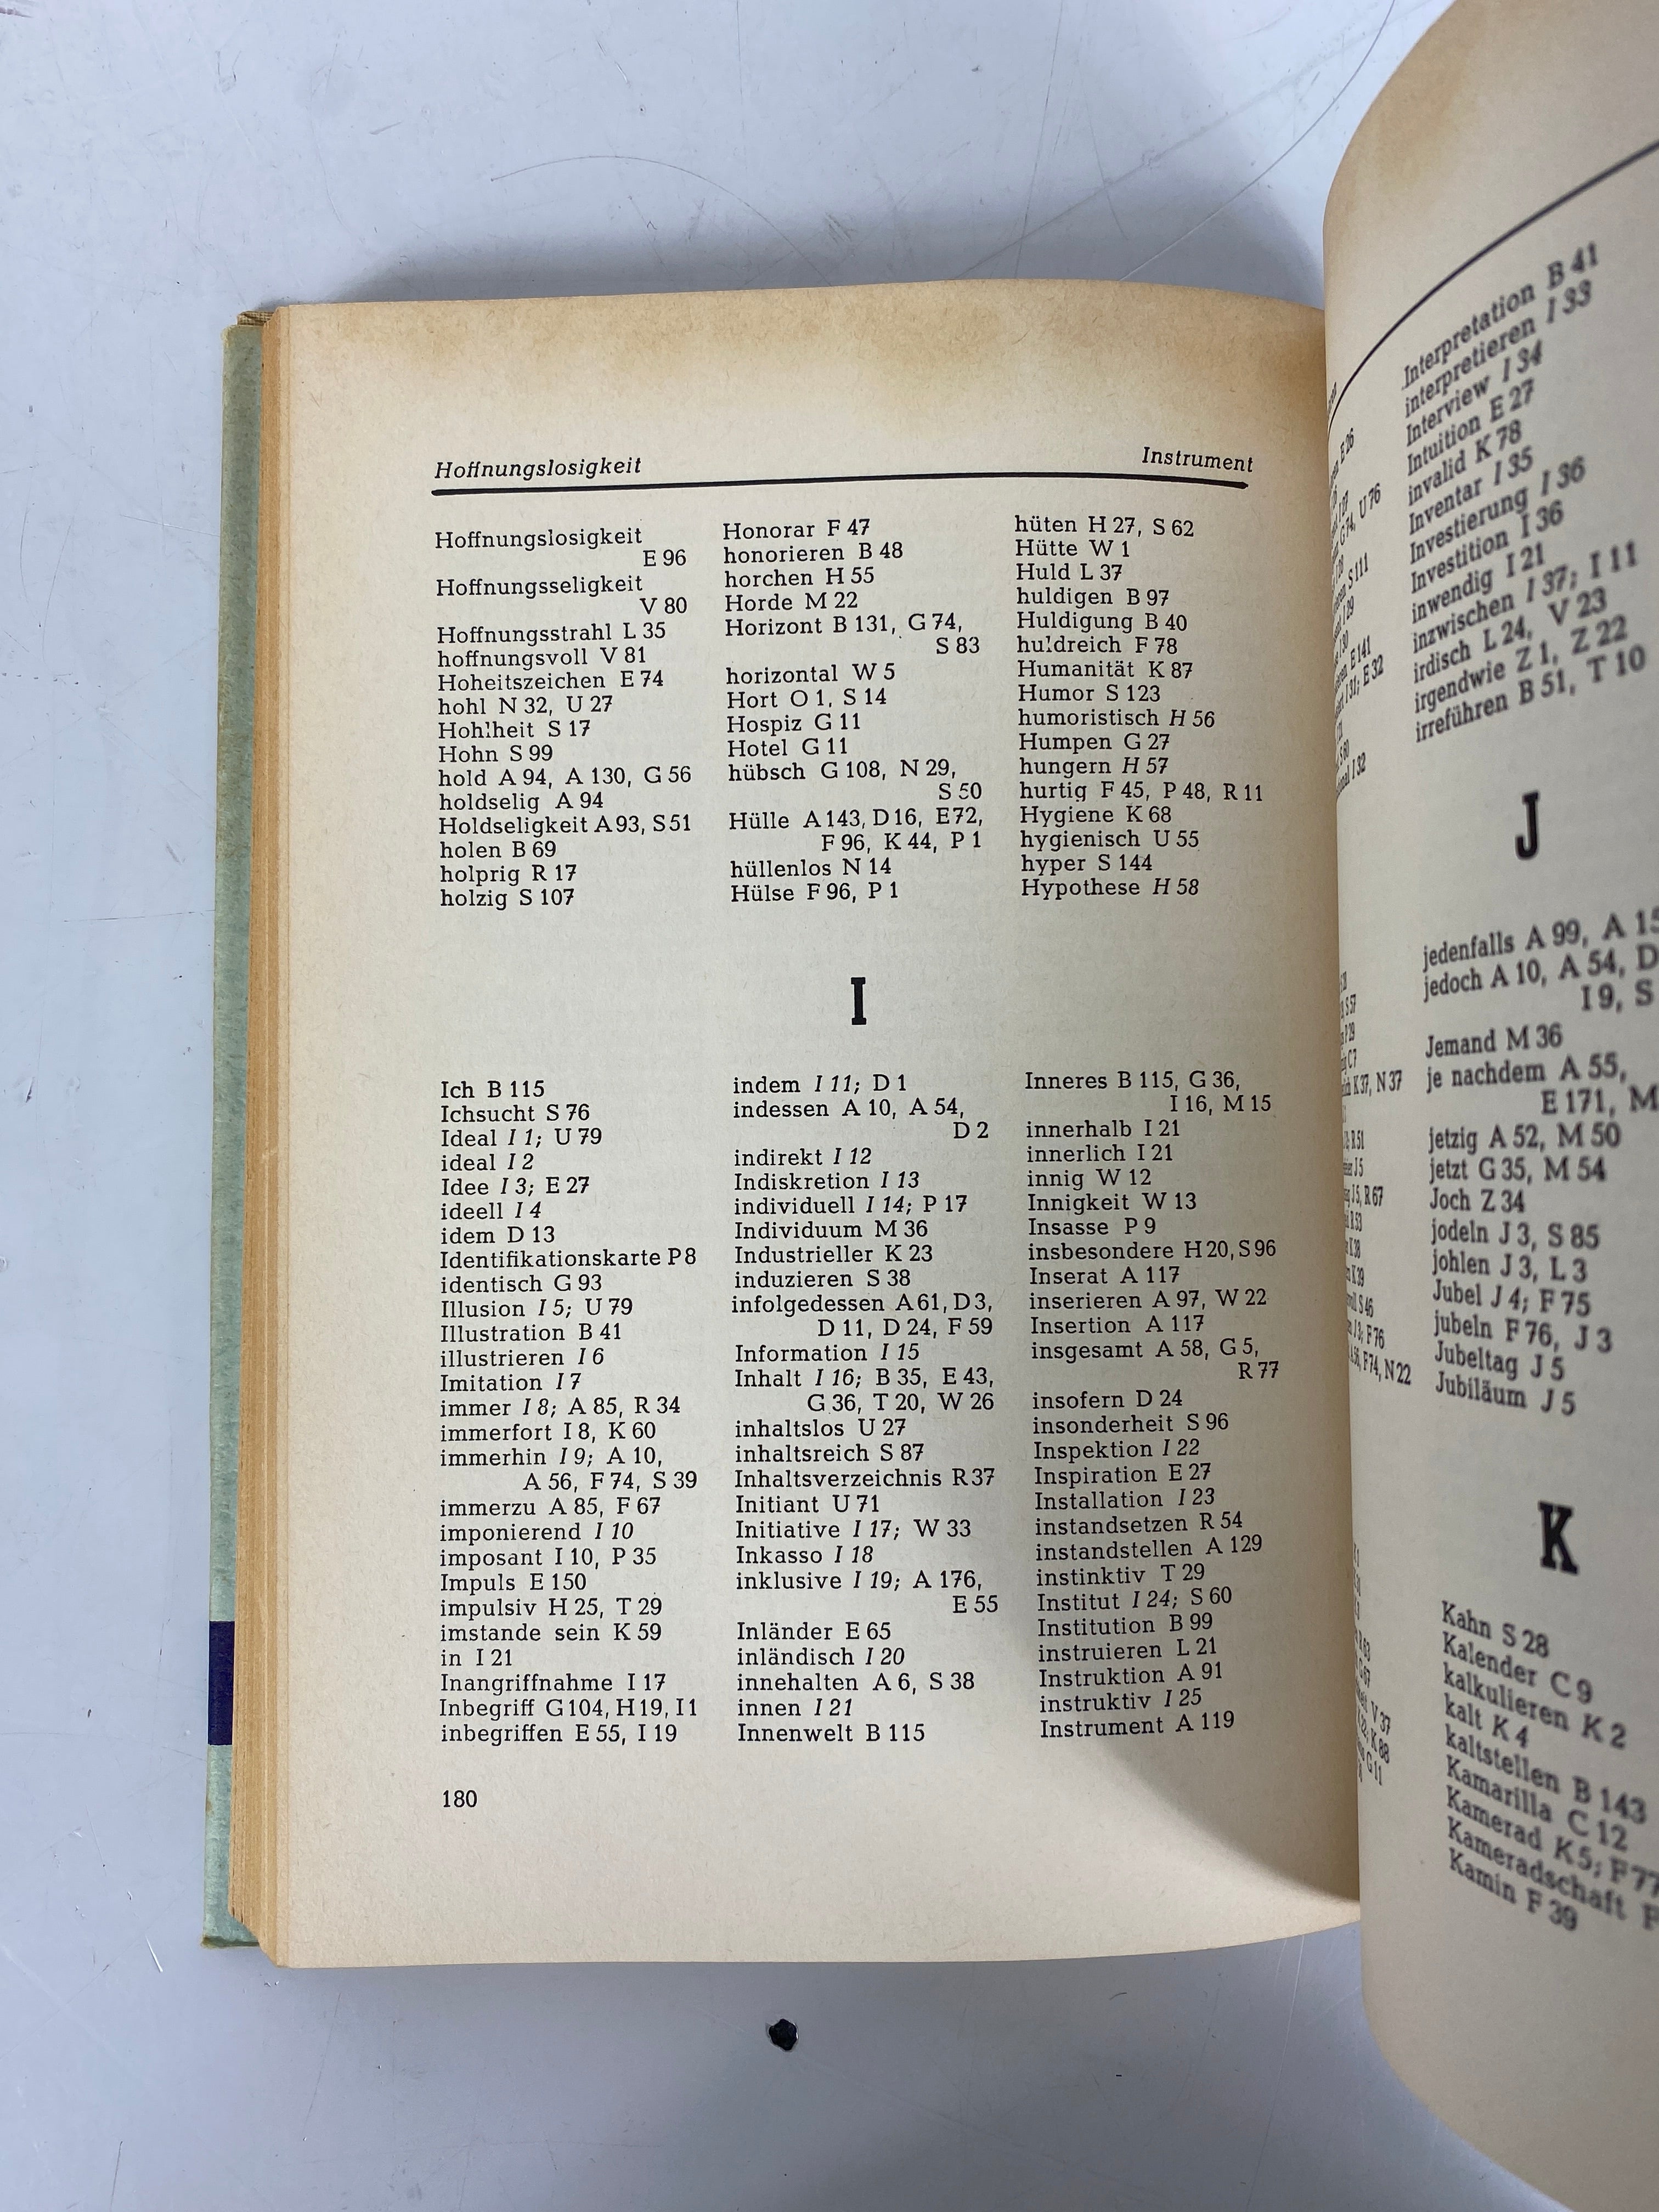 Hoffnungslosigkeit
Instrument
Hoffnungslosigkeit
E 96
Hoffnungsseligkeit
V 80
Hoffnungsstrahl L 35
hoffnungsvoll V 81
Hoheitszeichen E 74
hohl N 32, U 27
Hohlheit S 17
Hohn S 99
hold A 94, A 130, G 56
holdselig A 94
Holdseligkeit A 93, S 51
holen B 69
holprig R 17
holzig S 107
Honorar F 47
honorieren B 48
horchen H 55
Horde M 22
Horizont B 131, G 74,
S 83
horizontal W 5
Hort O 1, S 14
Hospiz G 11
Hotel G 11
hübsch G 108, N 29,
S 50
Hülle A 143, D 16, E 72,
F 96, K 44, P 1
hüllenlos N 14
Hülse F 96, P 1
hüten H 27, S 62
Hütte W 1
Huld L 37
huldigen B 97
Huldigung B 40
huldreich F 78
Humanität K 87
Humor S 123
humoristisch H 56
Humpen G 27
hungern H 57
hurtig F 45, P 48, R 11
Hygiene K 68
hygienisch U 55
hyper S 144
Hypothese H 58
I
Ich B 115
Ichsucht S 76
Ideal I 1; U 79
ideal I 2
Idee I 3; E 27
ideell I 4
idem D 13
Identifikationskarte P 8
identisch G 93
Illusion I 5; U 79
Illustration B 41
illustrieren I 6
Imitation I 7
immer I 8; A 85, R 34
immerfort I 8, K 60
immerhin I 9; A 10,
A 56, F 74, S 39
immerzu A 85, F 67
imponierend I 10
imposant I 10, P 35
Impuls E 150
impulsiv H 25, T 29
imstande sein K 59
in I 21
Inangriffnahme I 17
Inbegriff G 104, H 19, I 1
inbegriffen E 55, I 19
indem I 11; D 1
indessen A 10, A 54,
D 2
indirekt I 12
Indiskretion I 13
individuell I 14; P 17
Individuum M 36
Industrieller K 23
induzieren S 38
infolgedessen A 61, D 3,
D 11, D 24, F 59
Information I 15
Inhalt I 16; B 35, E 43,
G 36, T 20, W 26
inhaltslos U 27
inhaltsreich S 87
Inhaltsverzeichnis R 37
Initiant U 71
Initiative I 17; W 33
Inkasso I 18
inklusive I 19; A 176,
E 55
Inländer E 65
inländisch I 20
innehalten A 6, S 38
innen I 21
Innenwelt B 115
Inneres B 115, G 36,
I 16, M 15
innerhalb I 21
innerlich I 21
innig W 12
Innigkeit W 13
Insasse P 9
insbesondere H 20, S 96
Inserat A 117
inserieren A 97, W 22
Insertion A 117
insgesamt A 58, G 5,
R 77
insofern D 24
insonderheit S 96
Inspektion I 22
Inspiration E 27
Installation I 23
instandsetzen R 54
instandstellen A 129
instinktiv T 29
Institut I 24; S 60
Institution B 99
instruieren L 21
Instruktion A 91
instruktiv I 25
Instrument A 119
180
Interpretation B 41
interpretieren I 33
Interview I 34
Intuition E 27
invalid K 78
Inventar I 35
Investierung I 36
Investition I 36
inwendig I 21
inzwischen I 37; I 11
irdisch L 24, V 23
irgendwie Z 1, Z 22
irreführen B 51, T 10
J
jedenfalls A 99, A 15
jedoch A 10, A 54, D
I 9, S
Jemand M 36
je nachdem A 55,
E 171, M
jetzig A 52, M 50
jetzt G 35, M 54
Joch Z 34
jodeln J 3, S 85
johlen J 3, L 3
Jubel J 4; F 75
jubeln F 76, J 3
Jubeltag J 5
Jubiläum J 5
K
Kahn S 28
Kalender C 9
kalkulieren K 2
kalt K 4
kaltstellen B 143
Kamarilla C 12
Kamerad K 5; F 77
Kameradschaft F
Kamin F 39